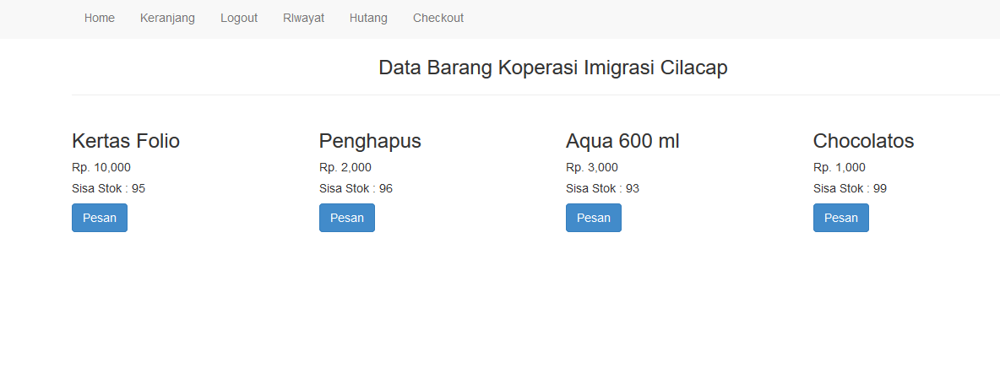 Home Keranjang Logout RIwayat Hutang Checkout
Data Barang Koperasi Imigrasi Cilacap
Kertas Folio
Rp. 10,000
Sisa Stok : 95
Pesan
Penghapus
Rp. 2,000
Sisa Stok : 96
Pesan
Aqua 600 ml
Rp. 3,000
Sisa Stok : 93
Pesan
Chocolatos
Rp. 1,000
Sisa Stok : 99
Pesan